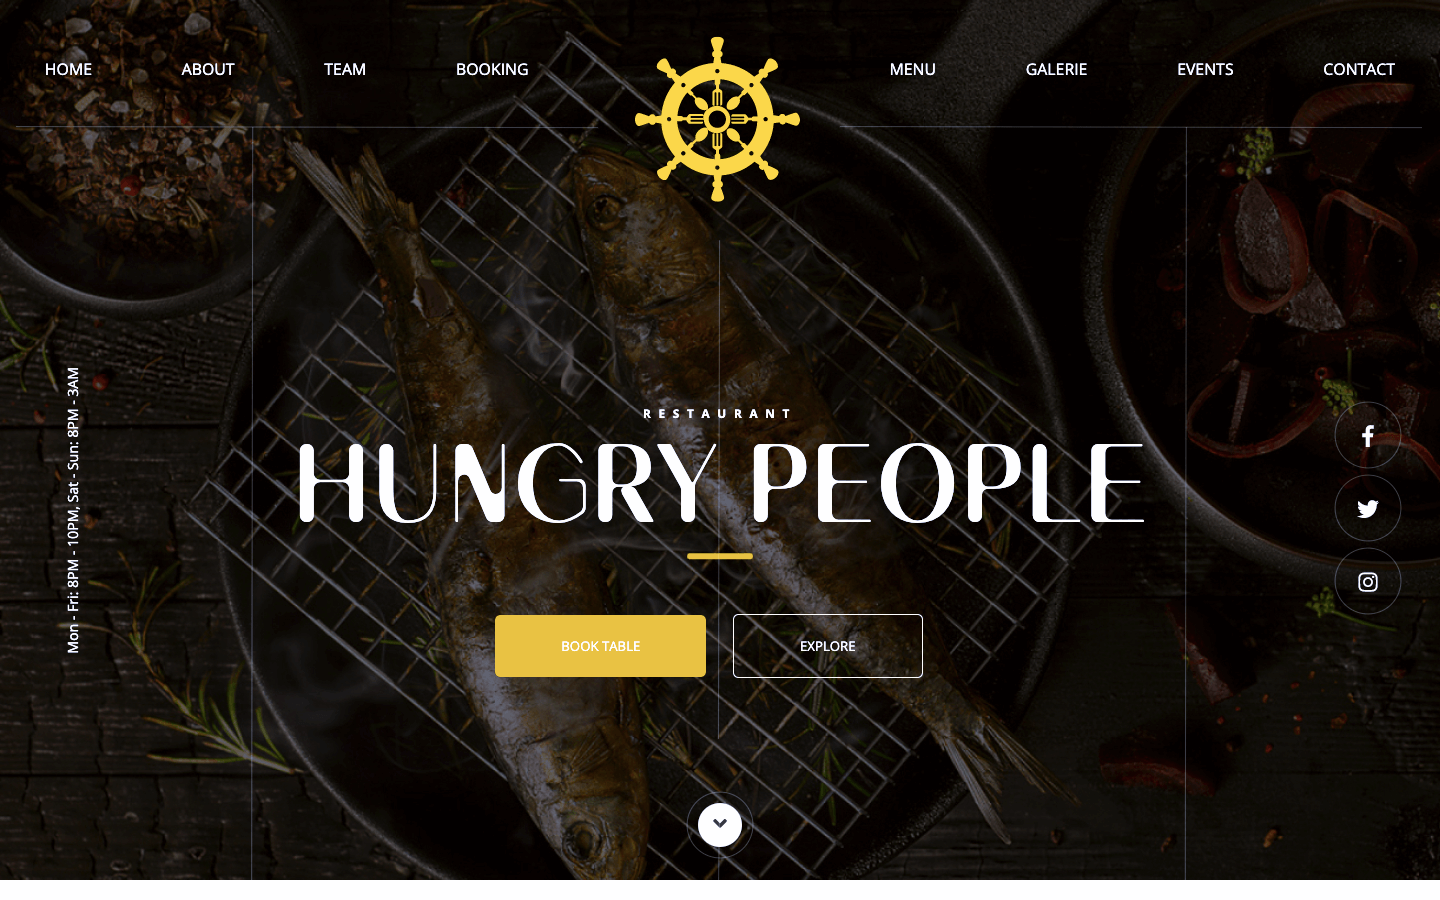 HOME ABOUT TEAM BOOKING MENU GALERIE EVENTS CONTACT
Mon - Fri: 8PM - 10PM, Sat - Sun: 8PM - 3AM
RESTAURANT
HUNGRY PEOPLE
BOOK TABLE EXPLORE